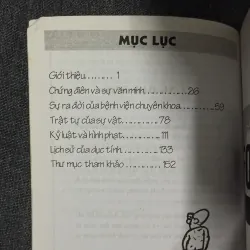 MỤC LỤC
Giới thiệu.......... 1
Chứng điên và sự văn minh............26
Sự ra đời của bệnh viện chuyên khoa......59
Trật tự của sự vật...........78
Kỷ luật và hình phạt............111
Lịch sử của dục tính...........133
Thư mục tham khảo...........152